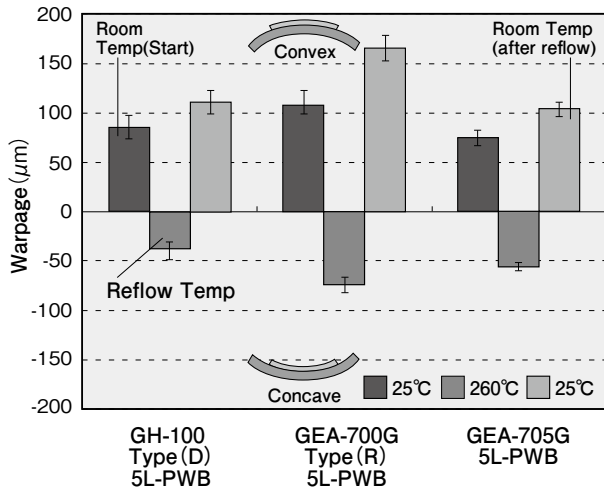 200
150
100
50
0
-50
-100
-150
-200
Warpage(μm)
Room
Temp(Start)
Convex
Room Temp
(after reflow)
Reflow Temp
Concave
25℃
260℃
25℃
GH-100
Type(D)
5L-PWB
GEA-700G
Type(R)
5L-PWB
GEA-705G
5L-PWB